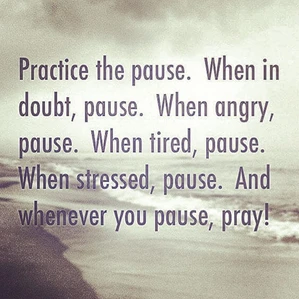 Practice the pause. When in
doubt, pause. When angry,
pause. When tired, pause.
When stressed, pause. And
whenever you pause, pray!